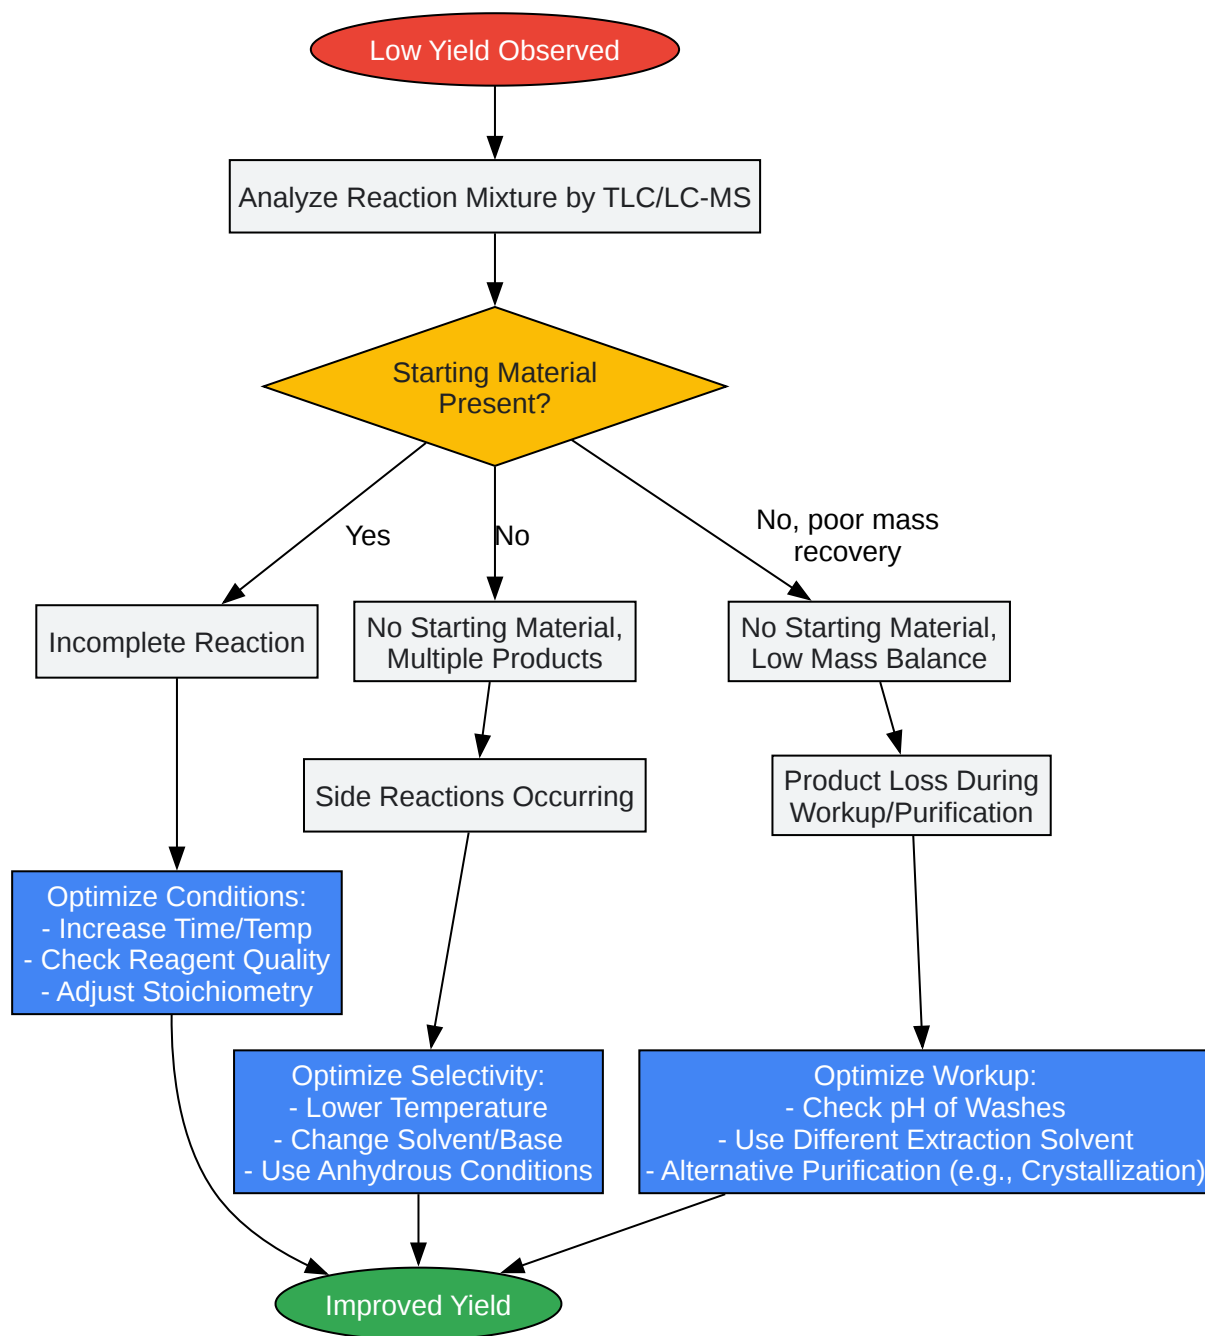 Low Yield Observed
Analyze Reaction Mixture by TLC/LC-MS
Starting Material
Present?
Yes
No
No, poor mass
recovery
Incomplete Reaction
No Starting Material,
Multiple Products
No Starting Material,
Low Mass Balance
Side Reactions Occurring
Product Loss During
Workup/Purification
Optimize Conditions:
- Increase Time/Temp
- Check Reagent Quality
- Adjust Stoichiometry
Optimize Selectivity:
- Lower Temperature
- Change Solvent/Base
- Use Anhydrous Conditions
Optimize Workup:
- Check pH of Washes
- Use Different Extraction Solvent
- Alternative Purification (e.g., Crystallization)
Improved Yield